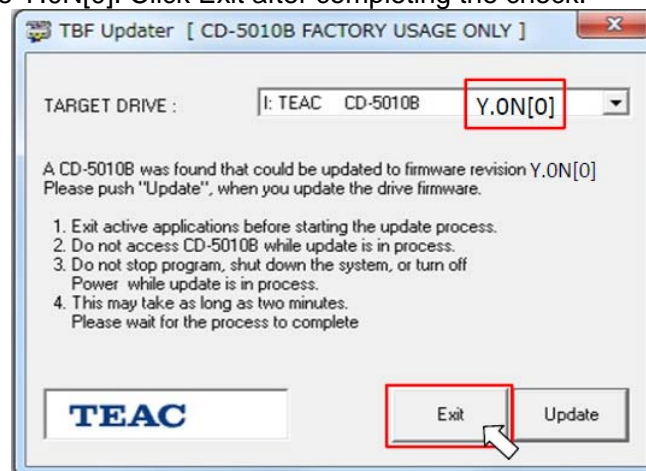 TBF Updater [ CD-5010B FACTORY USAGE ONLY ]
TARGET DRIVE :
I: TEAC CD-5010B Y.0N[0]
A CD-5010B was found that could be updated to firmware revision Y.0N[0]
Please push "Update", when you update the drive firmware.
1. Exit active applications before starting the update process.
2. Do not access CD-5010B while update is in process.
3. Do not stop program, shut down the system, or turn off
Power while update is in process.
4. This may take as long as two minutes.
Please wait for the process to complete
TEAC
Exit
Update